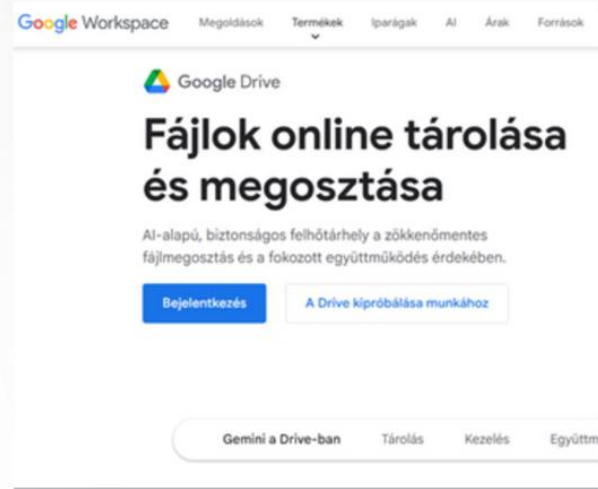 Google Workspace Megoldások Termékek Iparágak AI Árak Források
Google Drive
Fájlok online tárolása
és megosztása
AI-alapú, biztonságos felhőtárhely a zökkenőmentes
fájlmegosztás és a fokozott együttműködés érdekében.
Bejelentkezés A Drive kipróbálása munkához
Gemini a Drive-ban Tárolás Kezelés Együttm